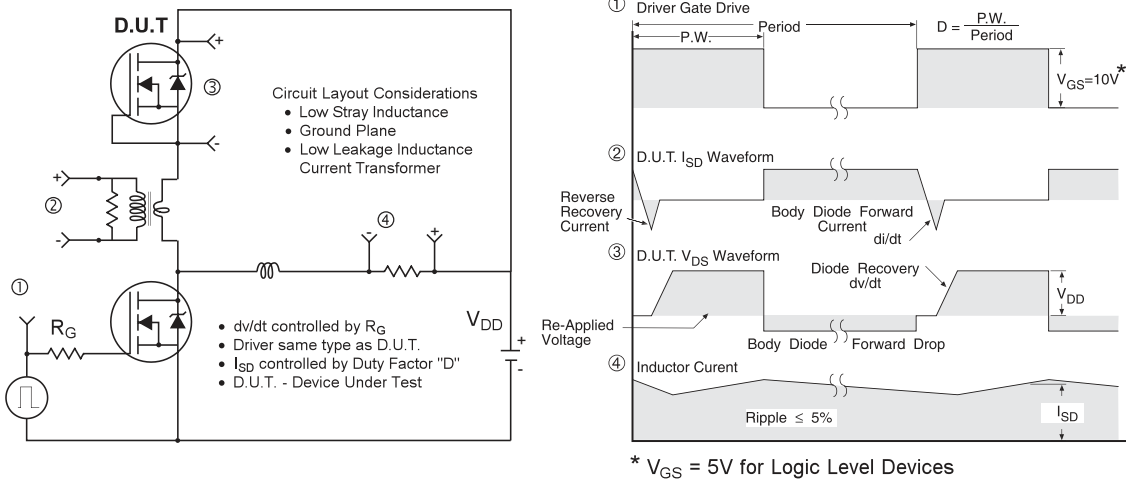 D.U.T
+
③
-
Circuit Layout Considerations
• Low Stray Inductance
• Ground Plane
• Low Leakage Inductance
Current Transformer
+
②
-
④
-
+
①
R_G
• dv/dt controlled by R_G
• Driver same type as D.U.T.
• I_SD controlled by Duty Factor "D"
• D.U.T. - Device Under Test
V_DD
+
-
① Driver Gate Drive
P.W.
Period
D = P.W.
Period
V_GS=10V*
② D.U.T. I_SD Waveform
Reverse
Recovery
Current
Body Diode Forward
Current
di/dt
③ D.U.T. V_DS Waveform
Diode Recovery
dv/dt
V_DD
Re-Applied
Voltage
Body Diode Forward Drop
④ Inductor Curent
Ripple ≤ 5%
I_SD
* V_GS = 5V for Logic Level Devices